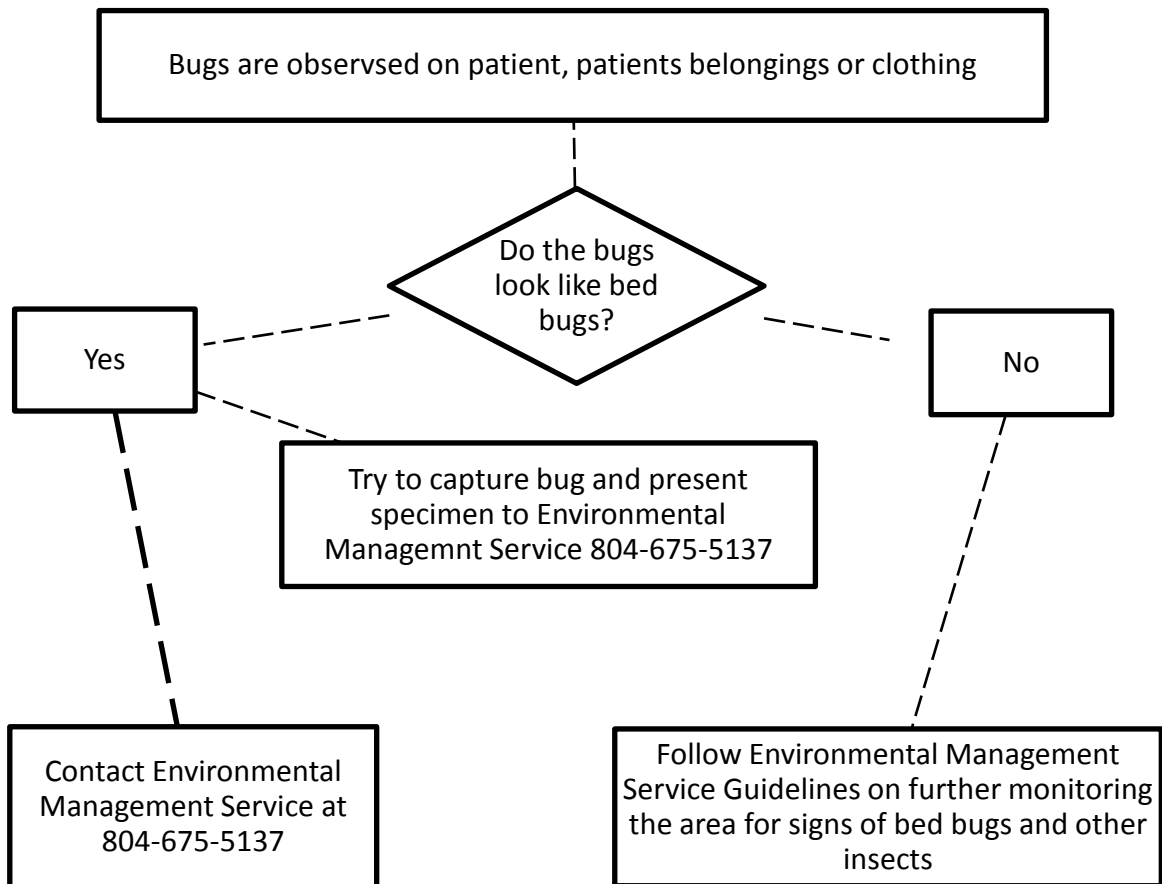 Bugs are observsed on patient, patients belongings or clothing
Do the bugs
look like bed
bugs?
Yes
No
Try to capture bug and present
specimen to Environmental
Managemnt Service 804-675-5137
Contact Environmental
Management Service at
804-675-5137
Follow Environmental Management
Service Guidelines on further monitoring
the area for signs of bed bugs and other
insects